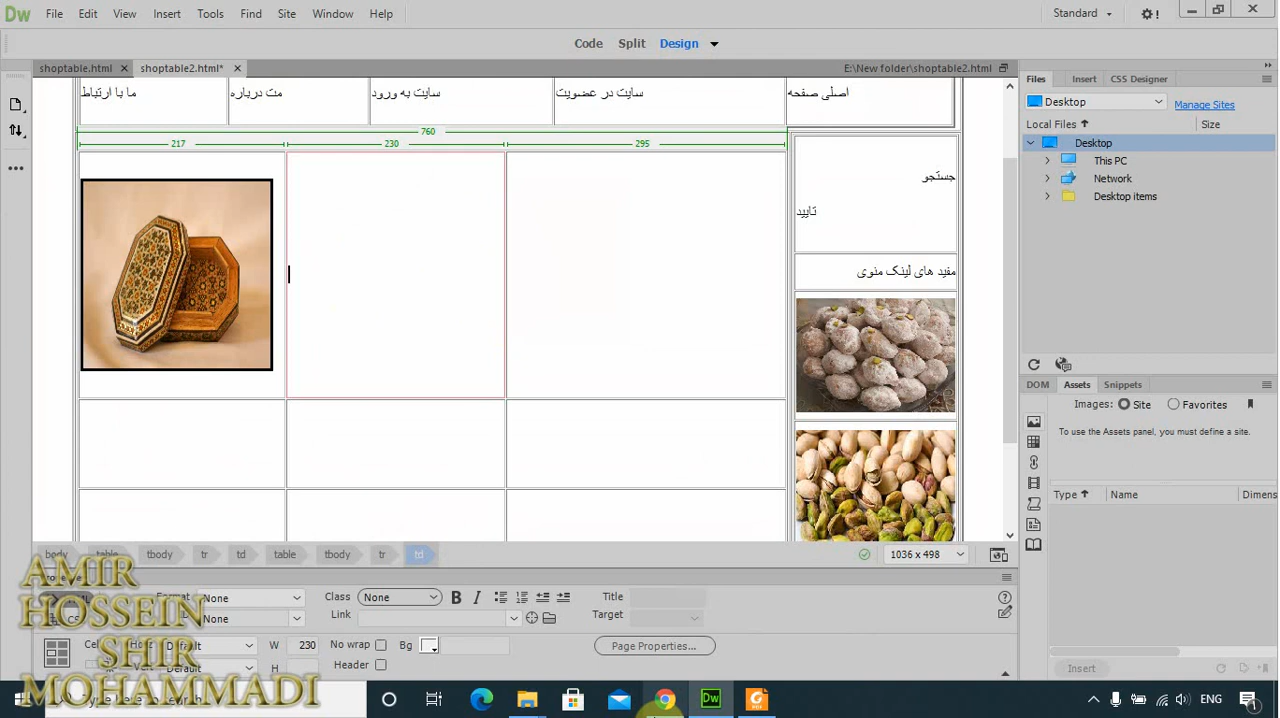 Dw File Edit View Insert Tools Find Site Window Help Standard
Code Split Design
shoptable.html shoptable2.html* E:\New folder\shoptable2.html
ما با ارتباط مت درباره سایت به ورود سایت در عضویت اصلی صفحه
760
217 230 295
جستجو
تایید
مفید های لینک منوی
Files Insert CSS Designer
Desktop Manage Sites
Local Files Size
Desktop
This PC
Network
Desktop items
DOM Assets Snippets
Images: Site Favorites
To use the Assets panel, you must define a site.
Type Name Dimens
Insert
body table tbody tr td table tbody tr td 1036 x 498
Format None Class None B I Title
None Link Target
Default W 230 No wrap Bg Page Properties...
Default H Header
AMIR
HOSSEIN
SHIR
MOHAMMADI
Dw ENG 1